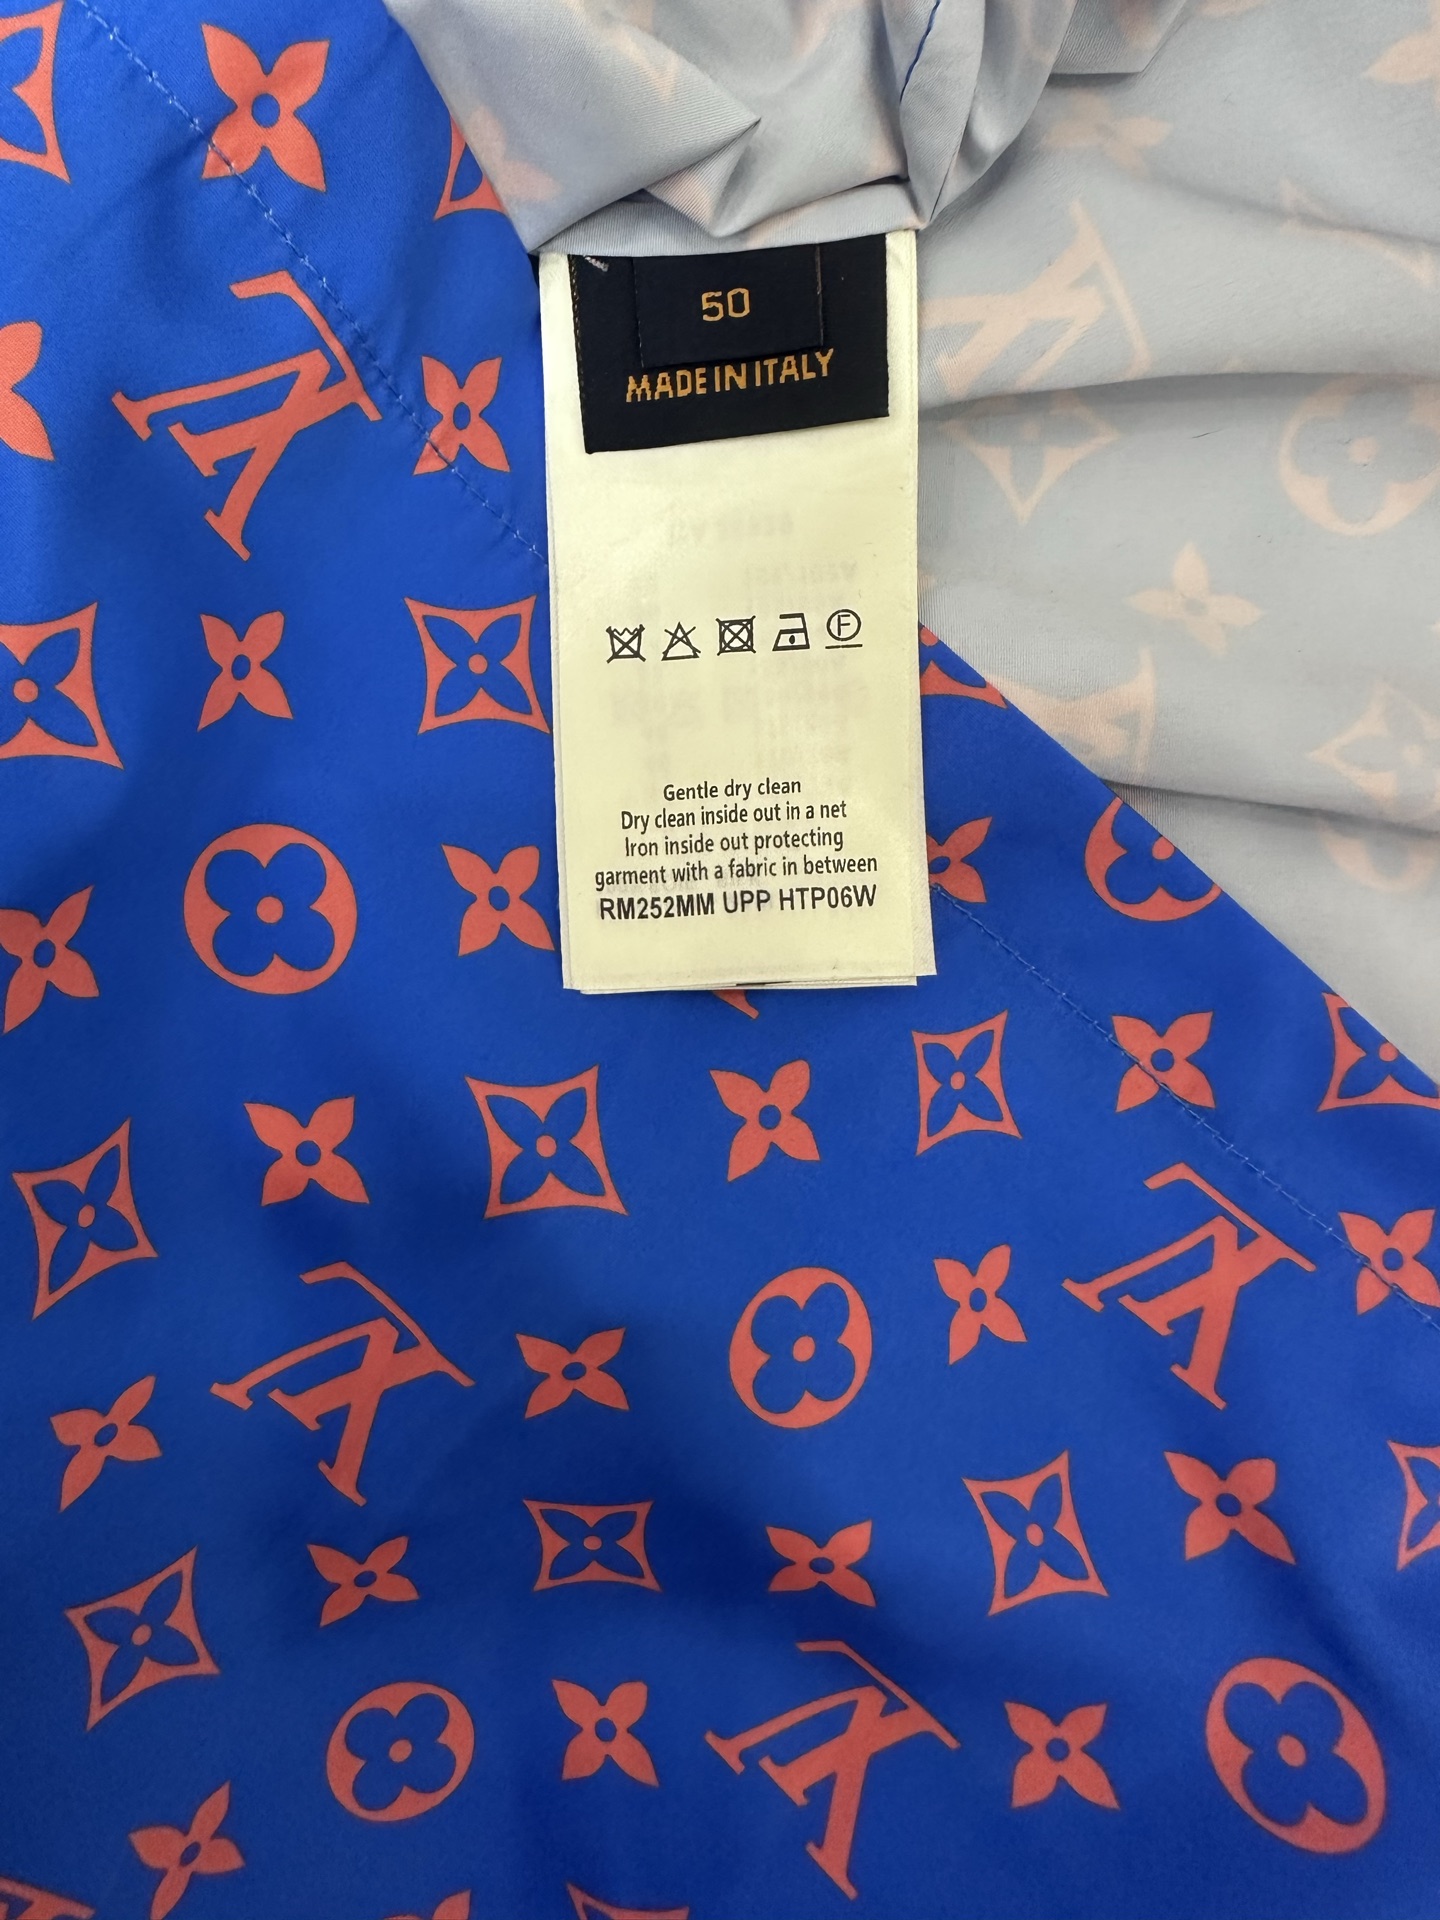 50
MADE IN ITALY
F
Gentle dry clean
Dry clean inside out in a net
Iron inside out protecting
garment with a fabric in between
RM252MM UPP HTP06W